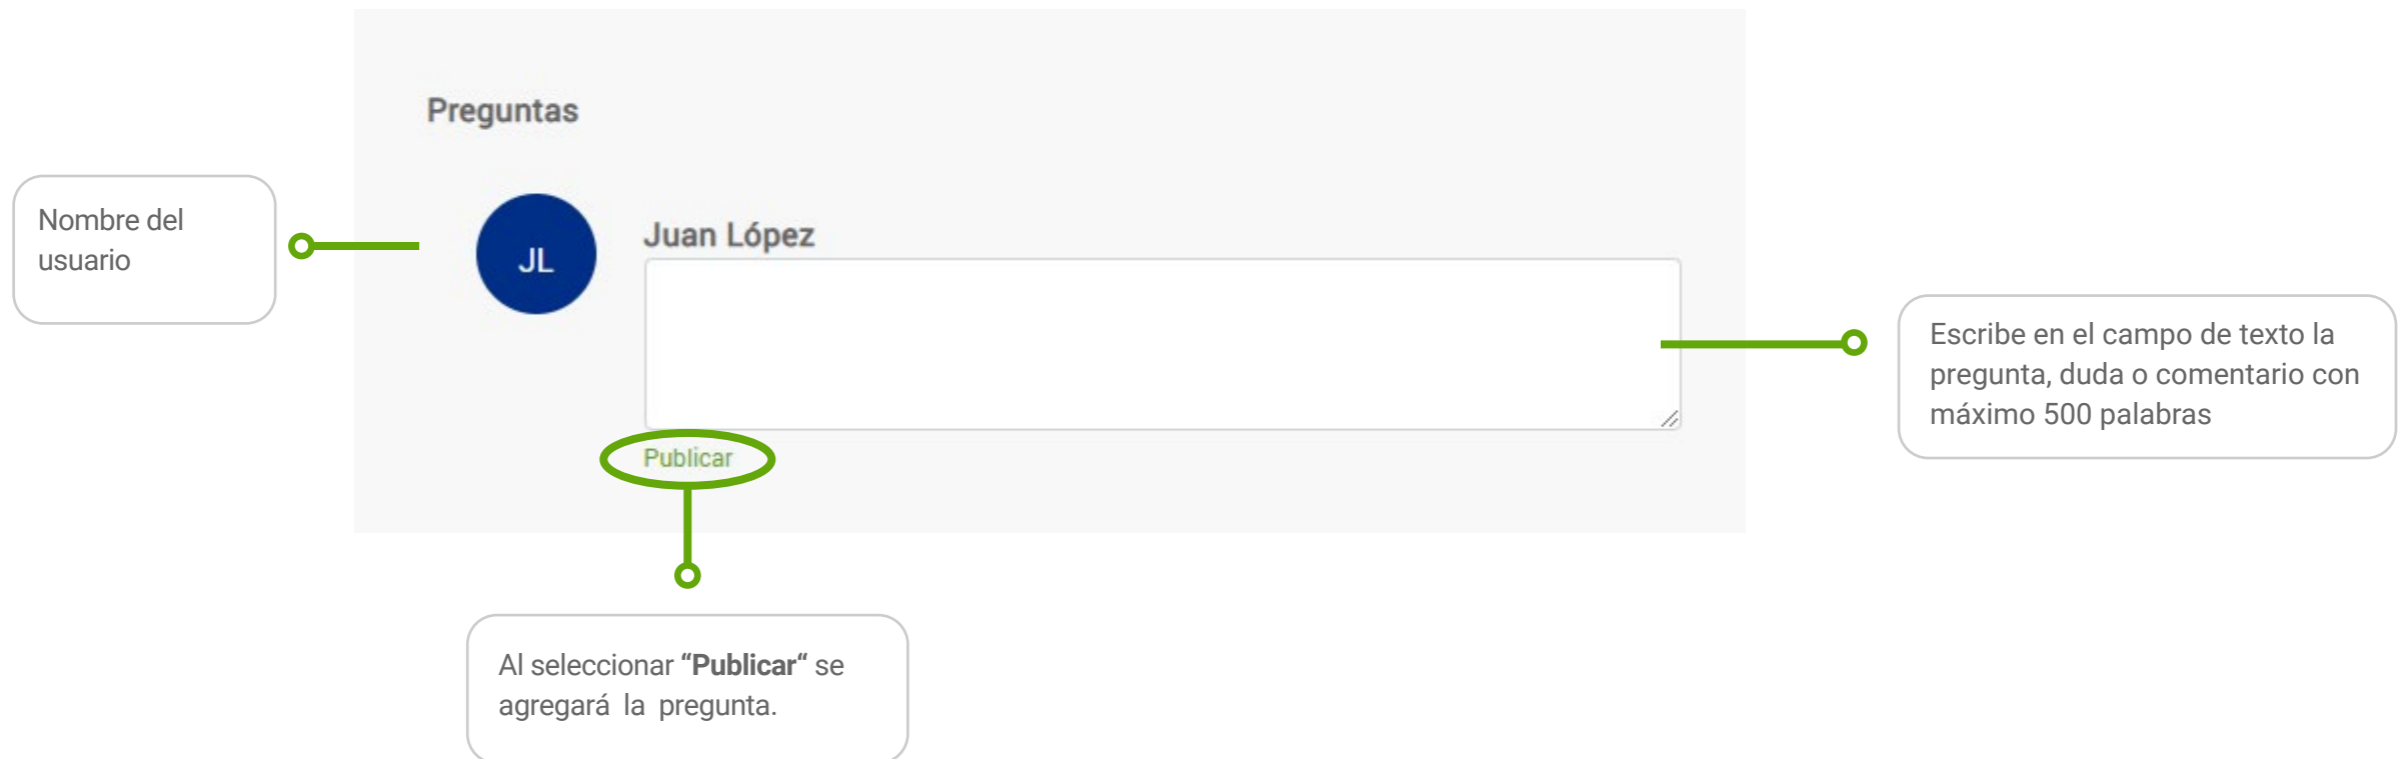 Preguntas
Nombre del
usuario
JL
Juan López
Escribe en el campo de texto la
pregunta, duda o comentario con
máximo 500 palabras
Publicar
Al seleccionar “Publicar“ se
agregará la pregunta.